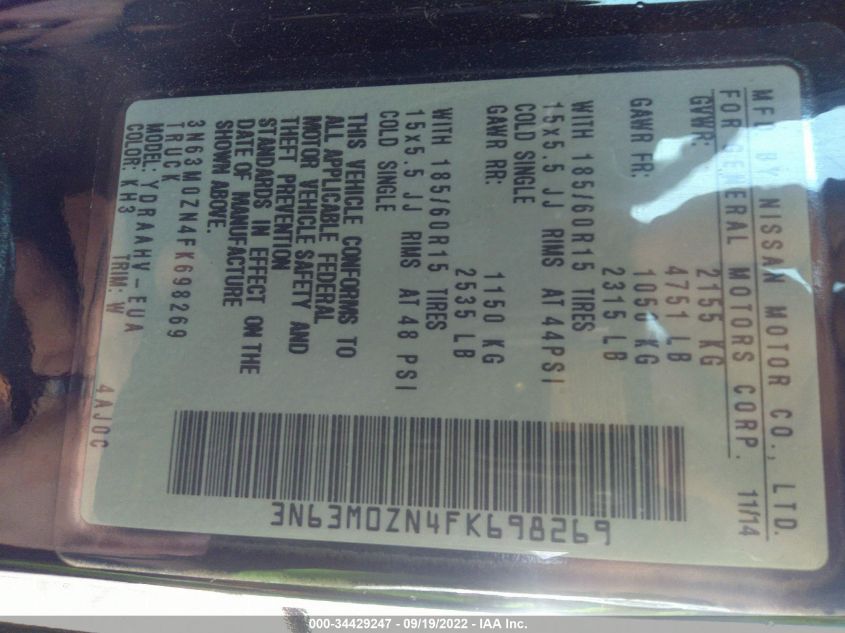 MFD BY NISSAN MOTOR CO., LTD.
FOR GENERAL MOTORS CORP. 11/14
GVWR: 2155 KG
4751 LB
GAWR FR: 1050 KG
2315 LB
WITH 185/60R15 TIRES
15x5.5 JJ RIMS AT 44PSI
COLD SINGLE
GAWR RR: 1150 KG
2535 LB
WITH 185/60R15 TIRES
15x5.5 JJ RIMS AT 48 PSI
COLD SINGLE
THIS VEHICLE CONFORMS TO
ALL APPLICABLE FEDERAL
MOTOR VEHICLE SAFETY AND
THEFT PREVENTION
STANDARDS IN EFFECT ON THE
DATE OF MANUFACTURE
SHOWN ABOVE.
3N63M0ZN4FK698269
TRUCK
MODEL: YDRAAHV-EUA
COLOR: KH3 TRIM: W 4AJ0C
3N63M0ZN4FK698269
000-34429247 - 09/19/2022 - IAA Inc.